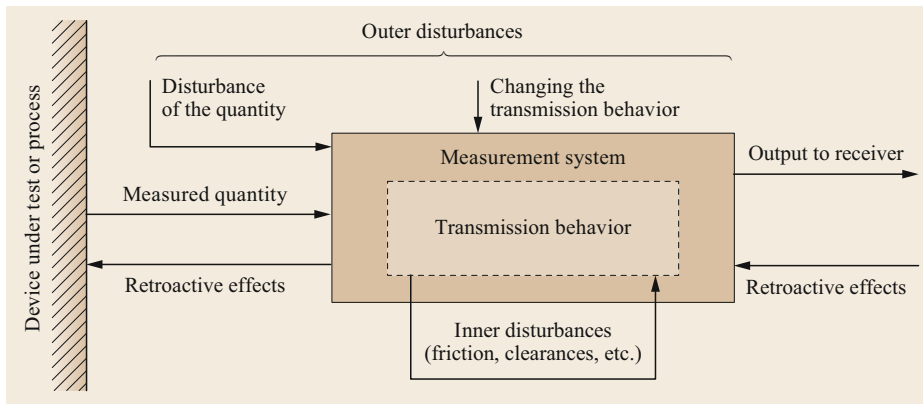 Outer disturbances
Disturbance
of the quantity
Changing the
transmission behavior
Device under test or process
Measurement system
Output to receiver
Measured quantity
Transmission behavior
Retroactive effects
Retroactive effects
Inner disturbances
(friction, clearances, etc.)